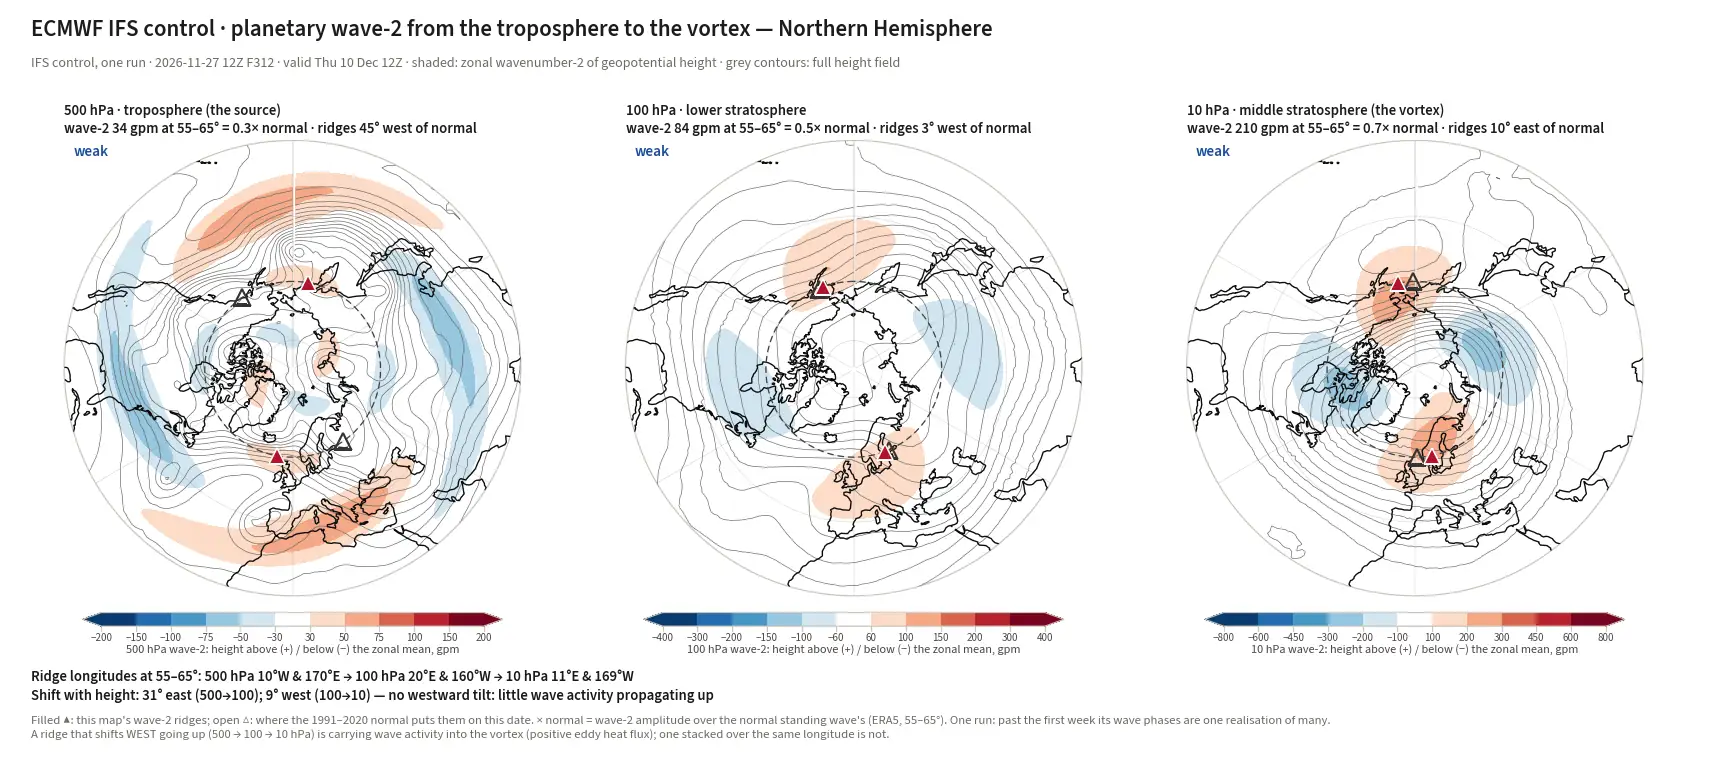 ECMWF IFS control · planetary wave-2 from the troposphere to the vortex — Northern Hemisphere
IFS control, one run · 2026-11-27 12Z F312 · valid Thu 10 Dec 12Z · shaded: zonal wavenumber-2 of geopotential height · grey contours: full height field
500 hPa · troposphere (the source)
wave-2 34 gpm at 55–65° = 0.3× normal · ridges 45° west of normal
weak
100 hPa · lower stratosphere
wave-2 84 gpm at 55–65° = 0.5× normal · ridges 3° west of normal
weak
10 hPa · middle stratosphere (the vortex)
wave-2 210 gpm at 55–65° = 0.7× normal · ridges 10° east of normal
weak
−200 −150 −100 −75 −50 −30 30 50 75 100 150 200
500 hPa wave-2: height above (+) / below (−) the zonal mean, gpm
−400 −300 −200 −150 −100 −60 60 100 150 200 300 400
100 hPa wave-2: height above (+) / below (−) the zonal mean, gpm
−800 −600 −450 −300 −200 −100 100 200 300 450 600 800
10 hPa wave-2: height above (+) / below (−) the zonal mean, gpm
Ridge longitudes at 55–65°: 500 hPa 10°W & 170°E → 100 hPa 20°E & 160°W → 10 hPa 11°E & 169°W
Shift with height: 31° east (500→100); 9° west (100→10) — no westward tilt: little wave activity propagating up
Filled ▲: this map's wave-2 ridges; open △: where the 1991–2020 normal puts them on this date. × normal = wave-2 amplitude over the normal standing wave's (ERA5, 55–65°). One run: past the first week its wave phases are one realisation of many.
A ridge that shifts WEST going up (500 → 100 → 10 hPa) is carrying wave activity into the vortex (positive eddy heat flux); one stacked over the same longitude is not.